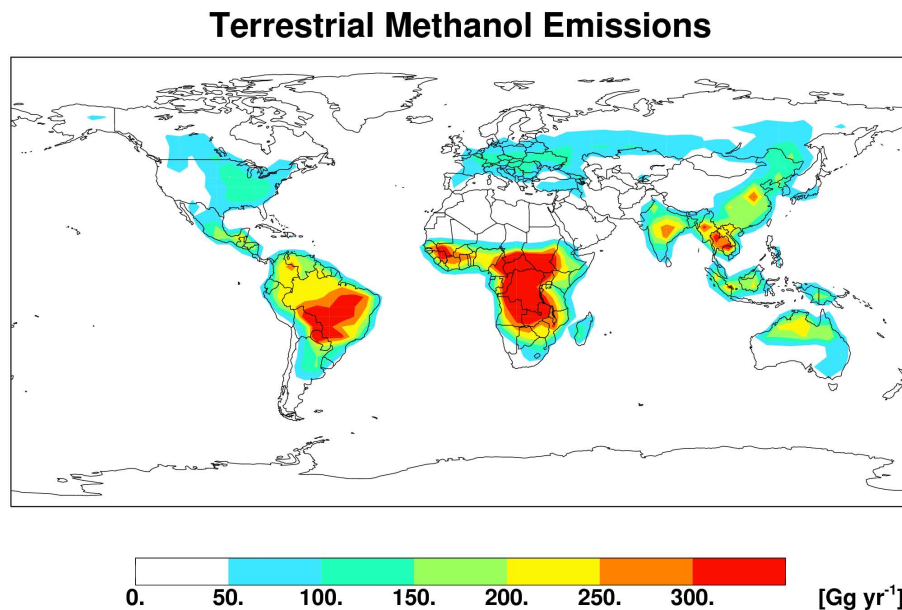 Terrestrial Methanol Emissions
0. 50. 100. 150. 200. 250. 300. [Gg yr⁻¹]